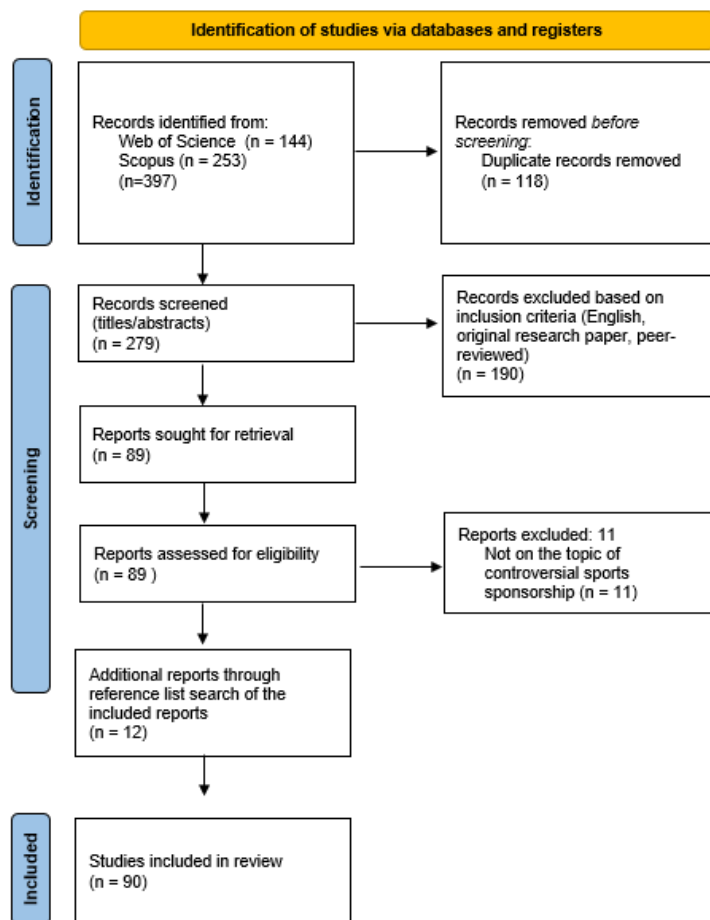 Identification of studies via databases and registers
Identification
Records identified from:
Web of Science (n = 144)
Scopus (n = 253)
(n=397)
Records removed before
screening:
Duplicate records removed
(n = 118)
Screening
Records screened
(titles/abstracts)
(n = 279)
Records excluded based on
inclusion criteria (English,
original research paper, peer-
reviewed)
(n = 190)
Reports sought for retrieval
(n = 89)
Reports assessed for eligibility
(n = 89 )
Reports excluded: 11
Not on the topic of
controversial sports
sponsorship (n = 11)
Additional reports through
reference list search of the
included reports
(n = 12)
Included
Studies included in review
(n = 90)